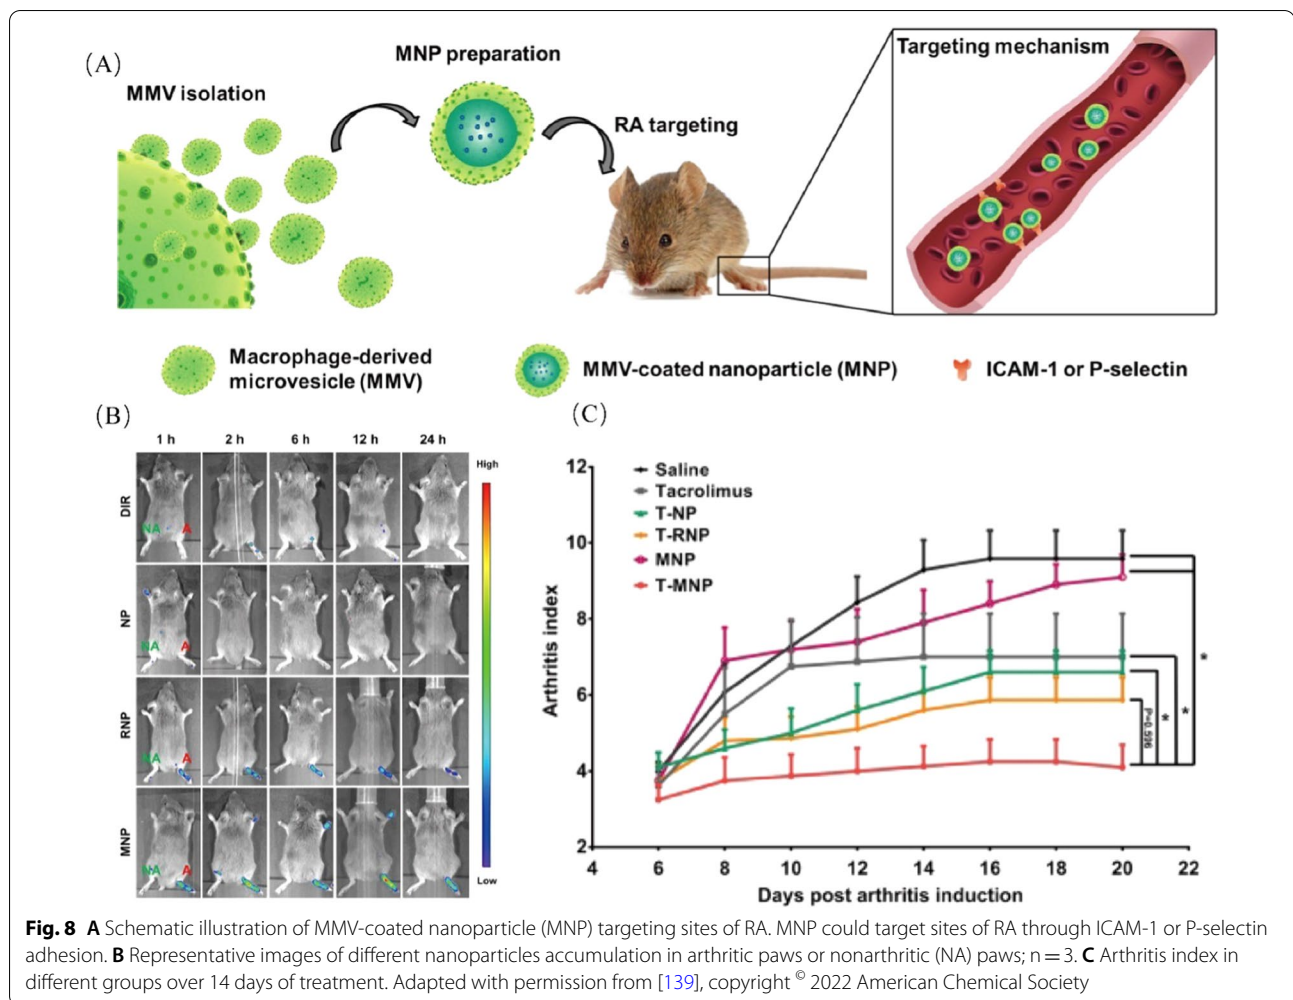 (A)
MMV isolation
MNP preparation
RA targeting
Targeting mechanism
Macrophage-derived
microvesicle (MMV)
MMV-coated nanoparticle (MNP)
ICAM-1 or P-selectin
(B)
1 h 2 h 6 h 12 h 24 h
DIR
NA A
NP
NA A
RNP
NA A
MNP
NA A
High
Low
(C)
Saline
Tacrolimus
T-NP
T-RNP
MNP
T-MNP
Arthritis index
12
10
8
6
4
2
4 6 8 10 12 14 16 18 20 22
Days post arthritis induction
P=0.596
*
*
*
Fig. 8 A Schematic illustration of MMV-coated nanoparticle (MNP) targeting sites of RA. MNP could target sites of RA through ICAM-1 or P-selectin
adhesion. B Representative images of different nanoparticles accumulation in arthritic paws or nonarthritic (NA) paws; n = 3. C Arthritis index in
different groups over 14 days of treatment. Adapted with permission from [139], copyright © 2022 American Chemical Society